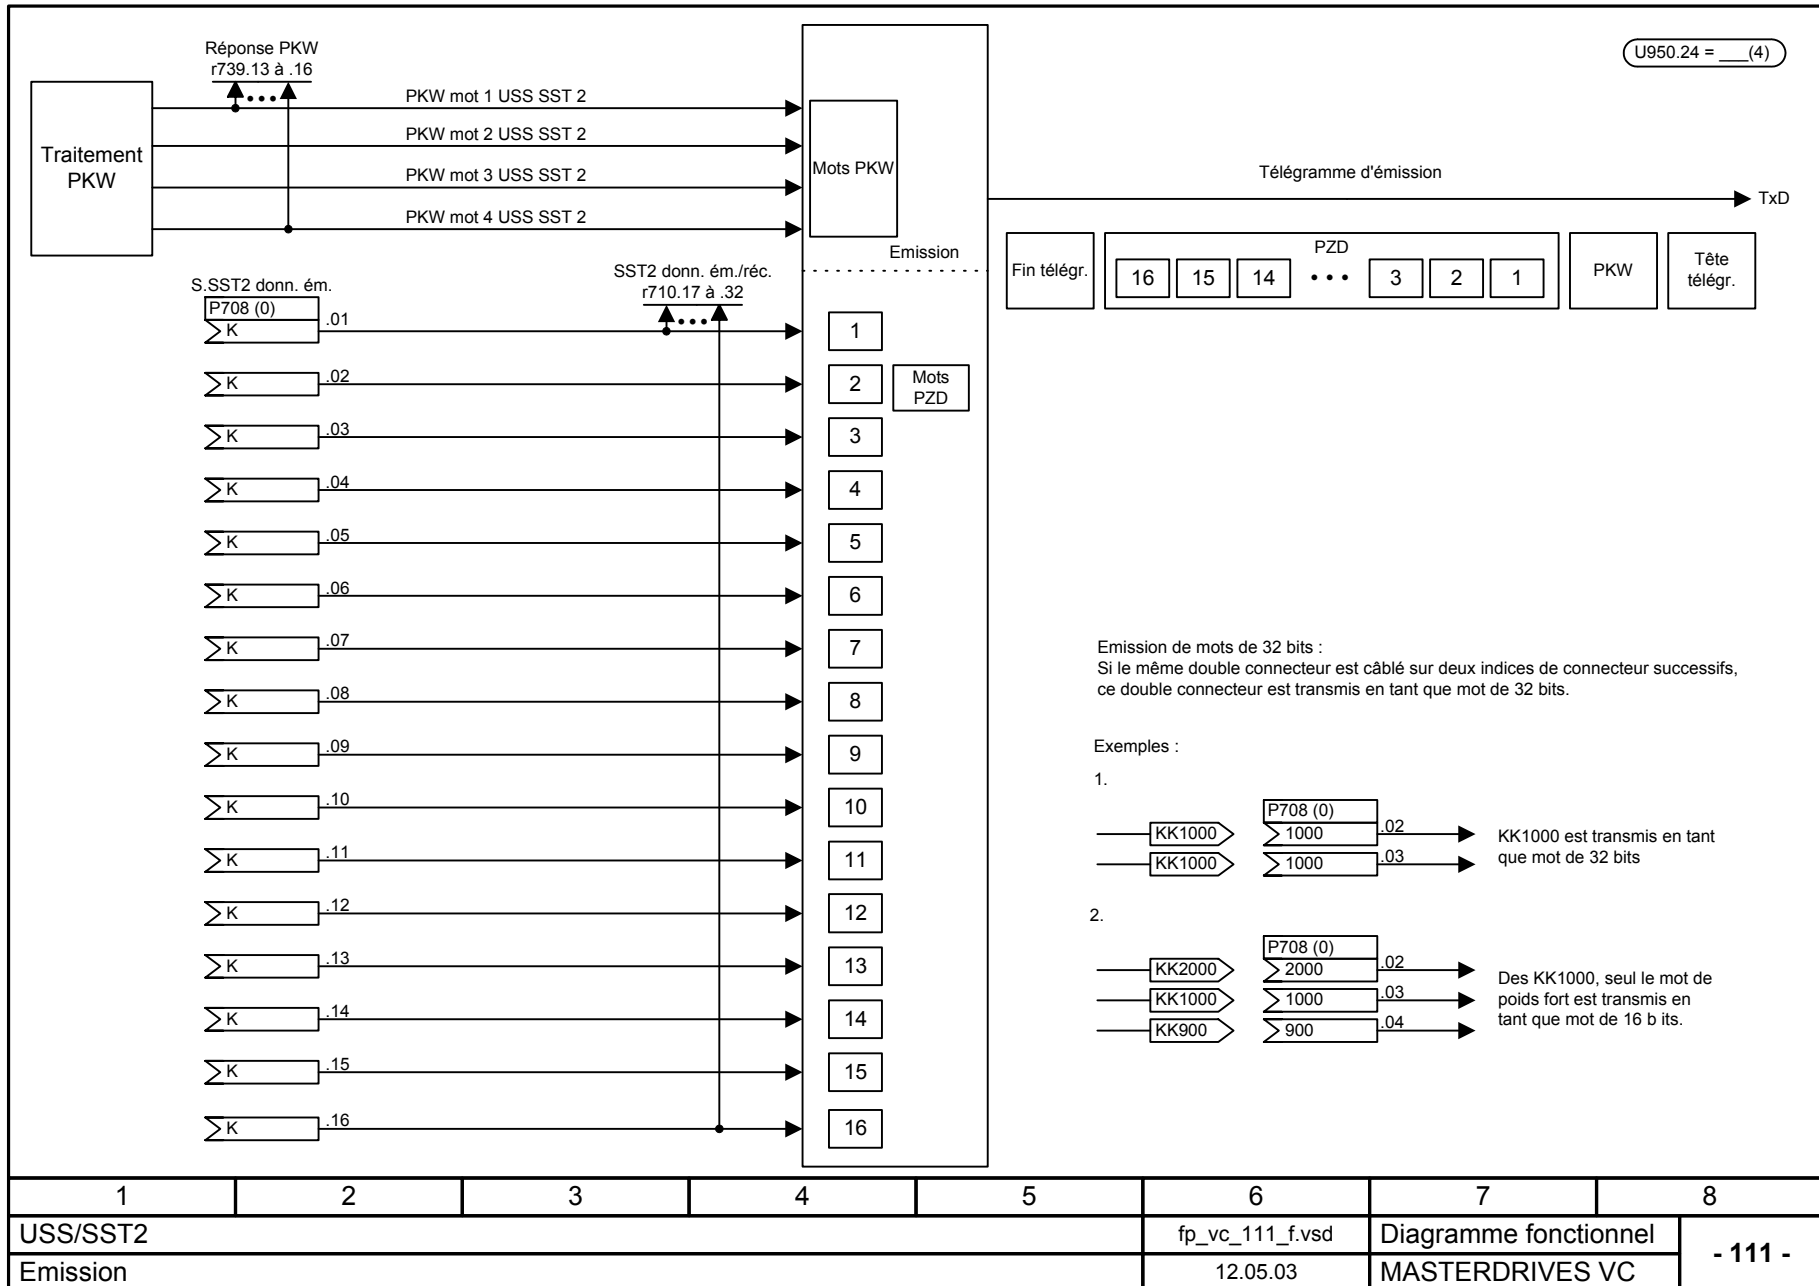 U950.24 = ___(4)
Réponse PKW
r739.13 à .16
Traitement
PKW
PKW mot 1 USS SST 2
PKW mot 2 USS SST 2
PKW mot 3 USS SST 2
PKW mot 4 USS SST 2
Mots PKW
Emission
Télégramme d'émission
TxD
Fin télégr.
PZD
16 15 14 • • • 3 2 1
PKW
Tête
télégr.
S.SST2 donn. ém.
P708 (0)
SST2 donn. ém./réc.
r710.17 à .32
K .01 1
K .02 2
Mots
PZD
K .03 3
K .04 4
K .05 5
K .06 6
K .07 7
K .08 8
K .09 9
K .10 10
K .11 11
K .12 12
K .13 13
K .14 14
K .15 15
K .16 16
Emission de mots de 32 bits :
Si le même double connecteur est câblé sur deux indices de connecteur successifs,
ce double connecteur est transmis en tant que mot de 32 bits.
Exemples :
1.
P708 (0)
KK1000 1000 .02
KK1000 1000 .03
KK1000 est transmis en tant
que mot de 32 bits
2.
P708 (0)
KK2000 2000 .02
KK1000 1000 .03
KK900 900 .04
Des KK1000, seul le mot de
poids fort est transmis en
tant que mot de 16 b its.
1 2 3 4 5 6 7 8
USS/SST2
fp_vc_111_f.vsd
Diagramme fonctionnel
- 111 -
Emission
12.05.03
MASTERDRIVES VC